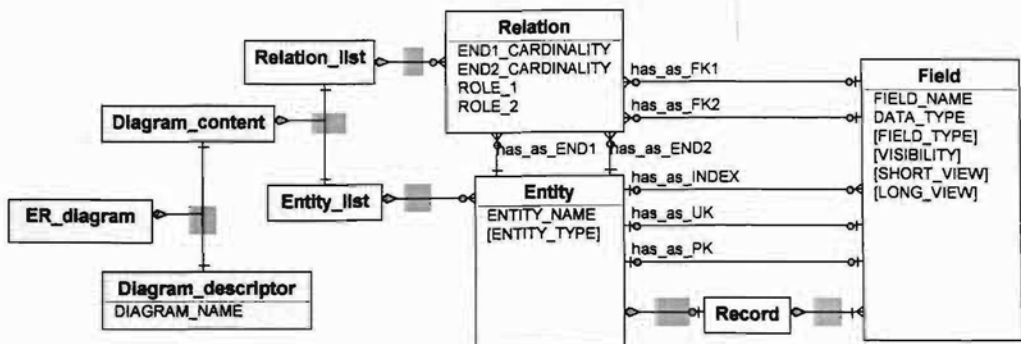 Relation
END1_CARDINALITY
END2_CARDINALITY
ROLE_1
ROLE_2
Relation_list
Diagram_content
ER_diagram
Diagram_descriptor
DIAGRAM_NAME
Entity_list
has_as_END1
has_as_END2
Entity
ENTITY_NAME
[ENTITY_TYPE]
has_as_FK1
has_as_FK2
has_as_INDEX
has_as_UK
has_as_PK
Record
Field
FIELD_NAME
DATA_TYPE
[FIELD_TYPE]
[VISIBILITY]
[SHORT_VIEW]
[LONG_VIEW]